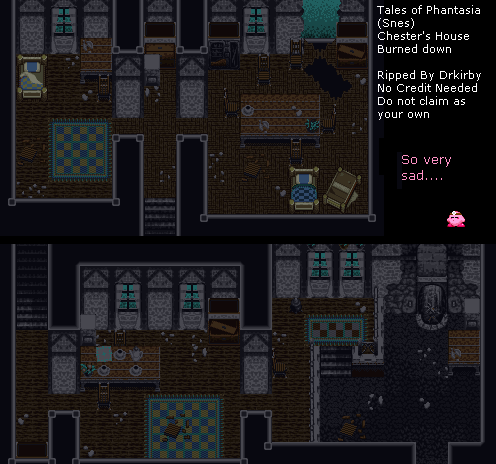 Tales of Phantasia
(Snes)
Chester's House
Burned down
Ripped By Drkirby
No Credit Needed
Do not claim as
your own
So very
sad....